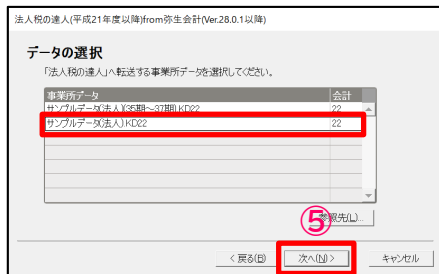 法人税の達人(平成21年度以降)from弥生会計(Ver.28.0.1以降)
データの選択
「法人税の達人」へ転送する事業所データを選択してください。
事業所データ 会計
サンプルデータ(法人)(35期～37期).KD22 22
サンプルデータ(法人).KD22 22
⑤
参照先(L)...
< 戻る(B) 次へ(N) > キャンセル